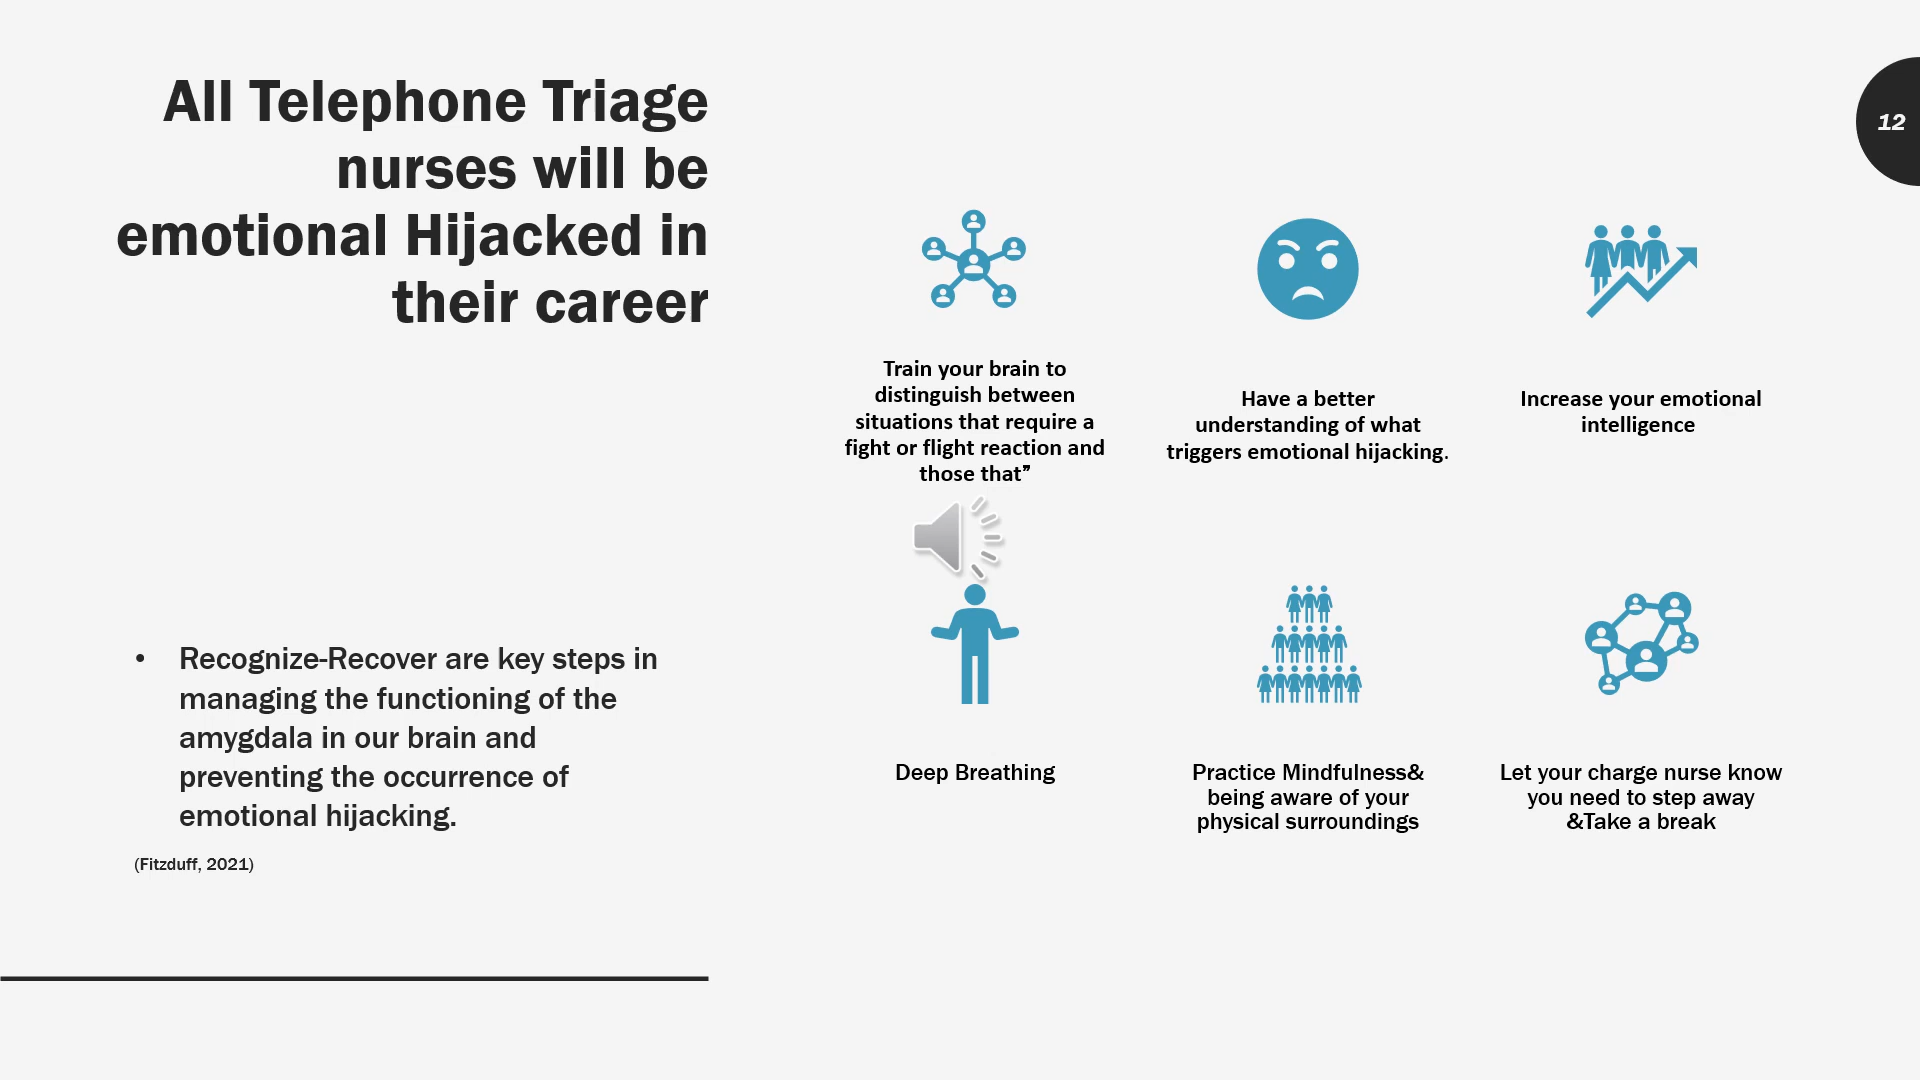 All Telephone Triage
nurses will be
emotional Hijacked in
their career
12
Train your brain to
distinguish between
situations that require a
fight or flight reaction and
those that”
Have a better
understanding of what
triggers emotional hijacking.
Increase your emotional
intelligence
• Recognize-Recover are key steps in
managing the functioning of the
amygdala in our brain and
preventing the occurrence of
emotional hijacking.
(Fitzduff, 2021)
Deep Breathing
Practice Mindfulness&
being aware of your
physical surroundings
Let your charge nurse know
you need to step away
&Take a break